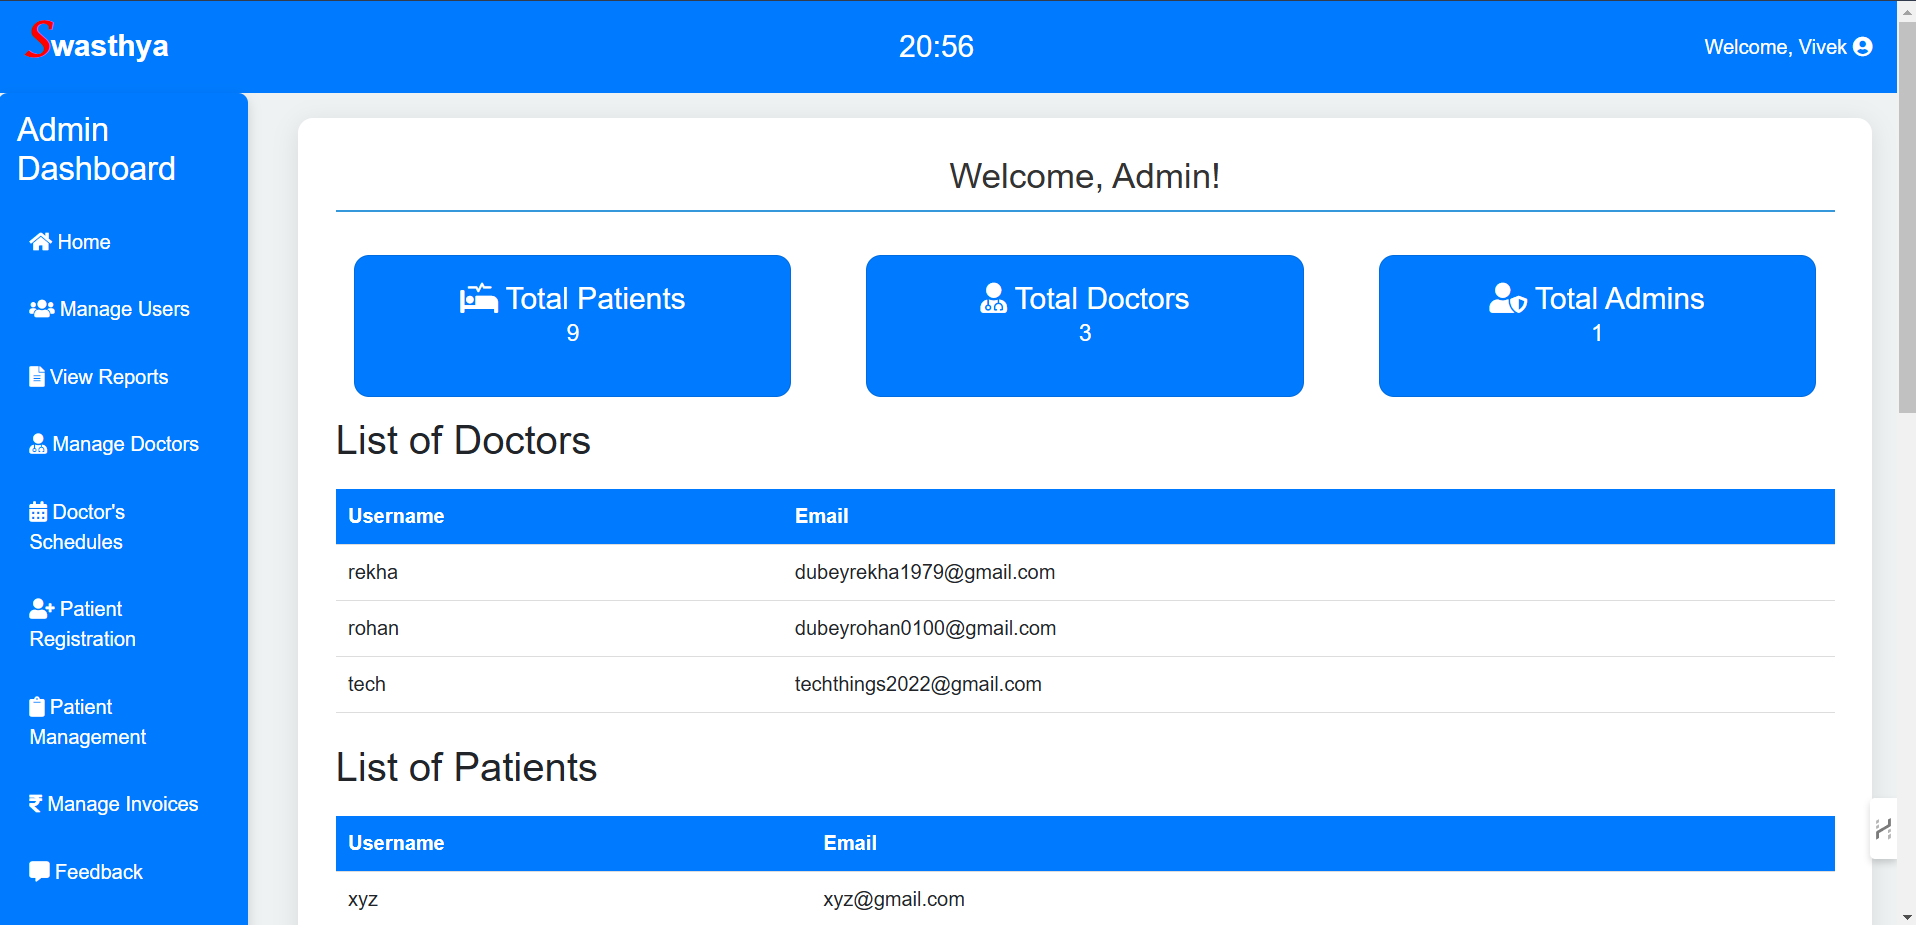 Swasthya
20:56
Welcome, Vivek
Admin
Dashboard
Home
Manage Users
View Reports
Manage Doctors
Doctor's
Schedules
Patient
Registration
Patient
Management
Manage Invoices
Feedback
Welcome, Admin!
Total Patients
9
Total Doctors
3
Total Admins
1
List of Doctors
Username Email
rekha dubeyrekha1979@gmail.com
rohan dubeyrohan0100@gmail.com
tech techthings2022@gmail.com
List of Patients
Username Email
xyz xyz@gmail.com